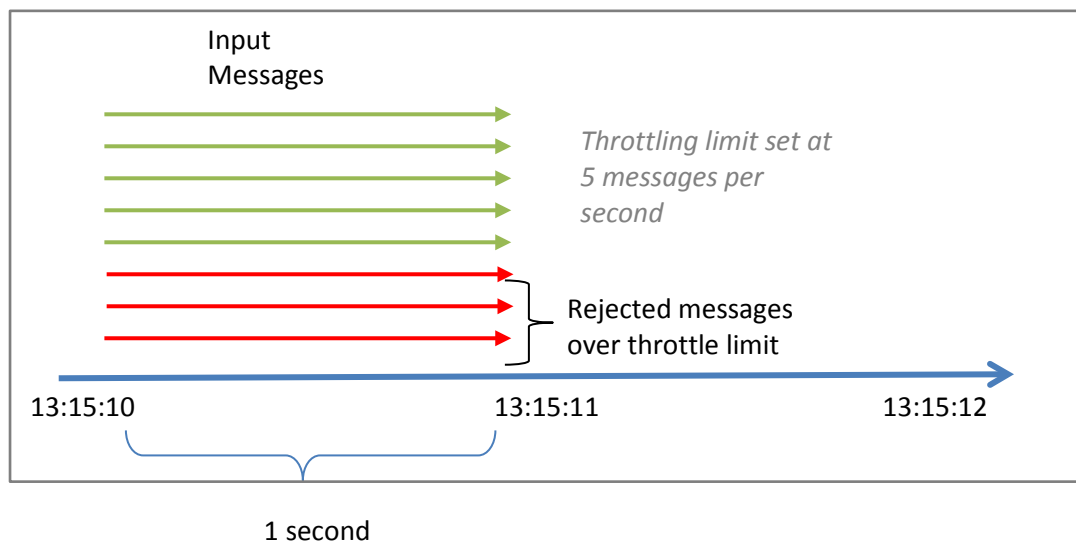 Input
Messages
Throttling limit set at
5 messages per
second
Rejected messages
over throttle limit
13:15:10
13:15:11
13:15:12
1 second